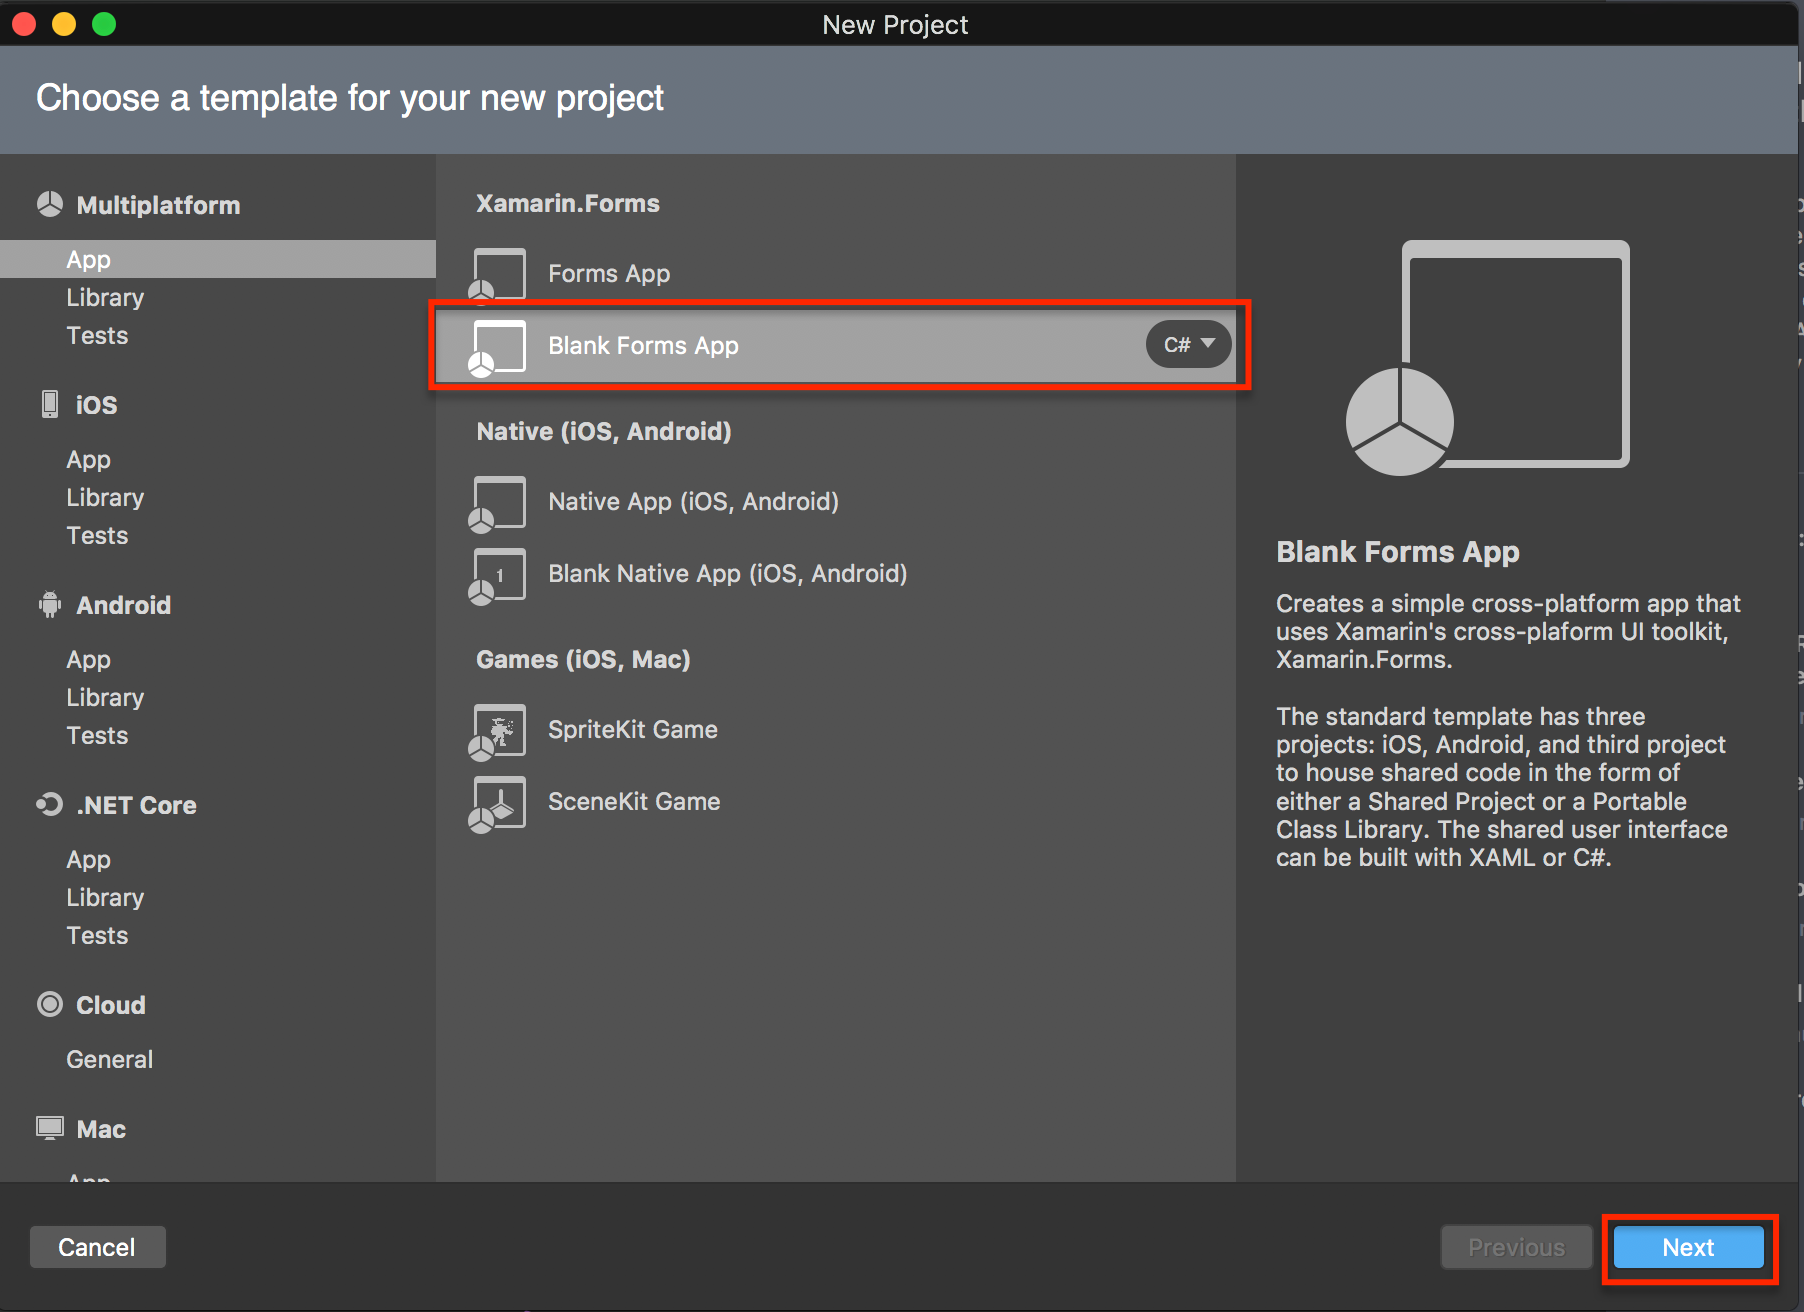 New Project
Choose a template for your new project
Multiplatform
App
Library
Tests
iOS
App
Library
Tests
Android
App
Library
Tests
.NET Core
App
Library
Tests
Cloud
General
Mac
App
Xamarin.Forms
Forms App
Blank Forms App
C#
Native (iOS, Android)
Native App (iOS, Android)
1
Blank Native App (iOS, Android)
Games (iOS, Mac)
SpriteKit Game
SceneKit Game
Blank Forms App
Creates a simple cross-platform app that
uses Xamarin's cross-plaform UI toolkit,
Xamarin.Forms.
The standard template has three
projects: iOS, Android, and third project
to house shared code in the form of
either a Shared Project or a Portable
Class Library. The shared user interface
can be built with XAML or C#.
Cancel
Previous
Next